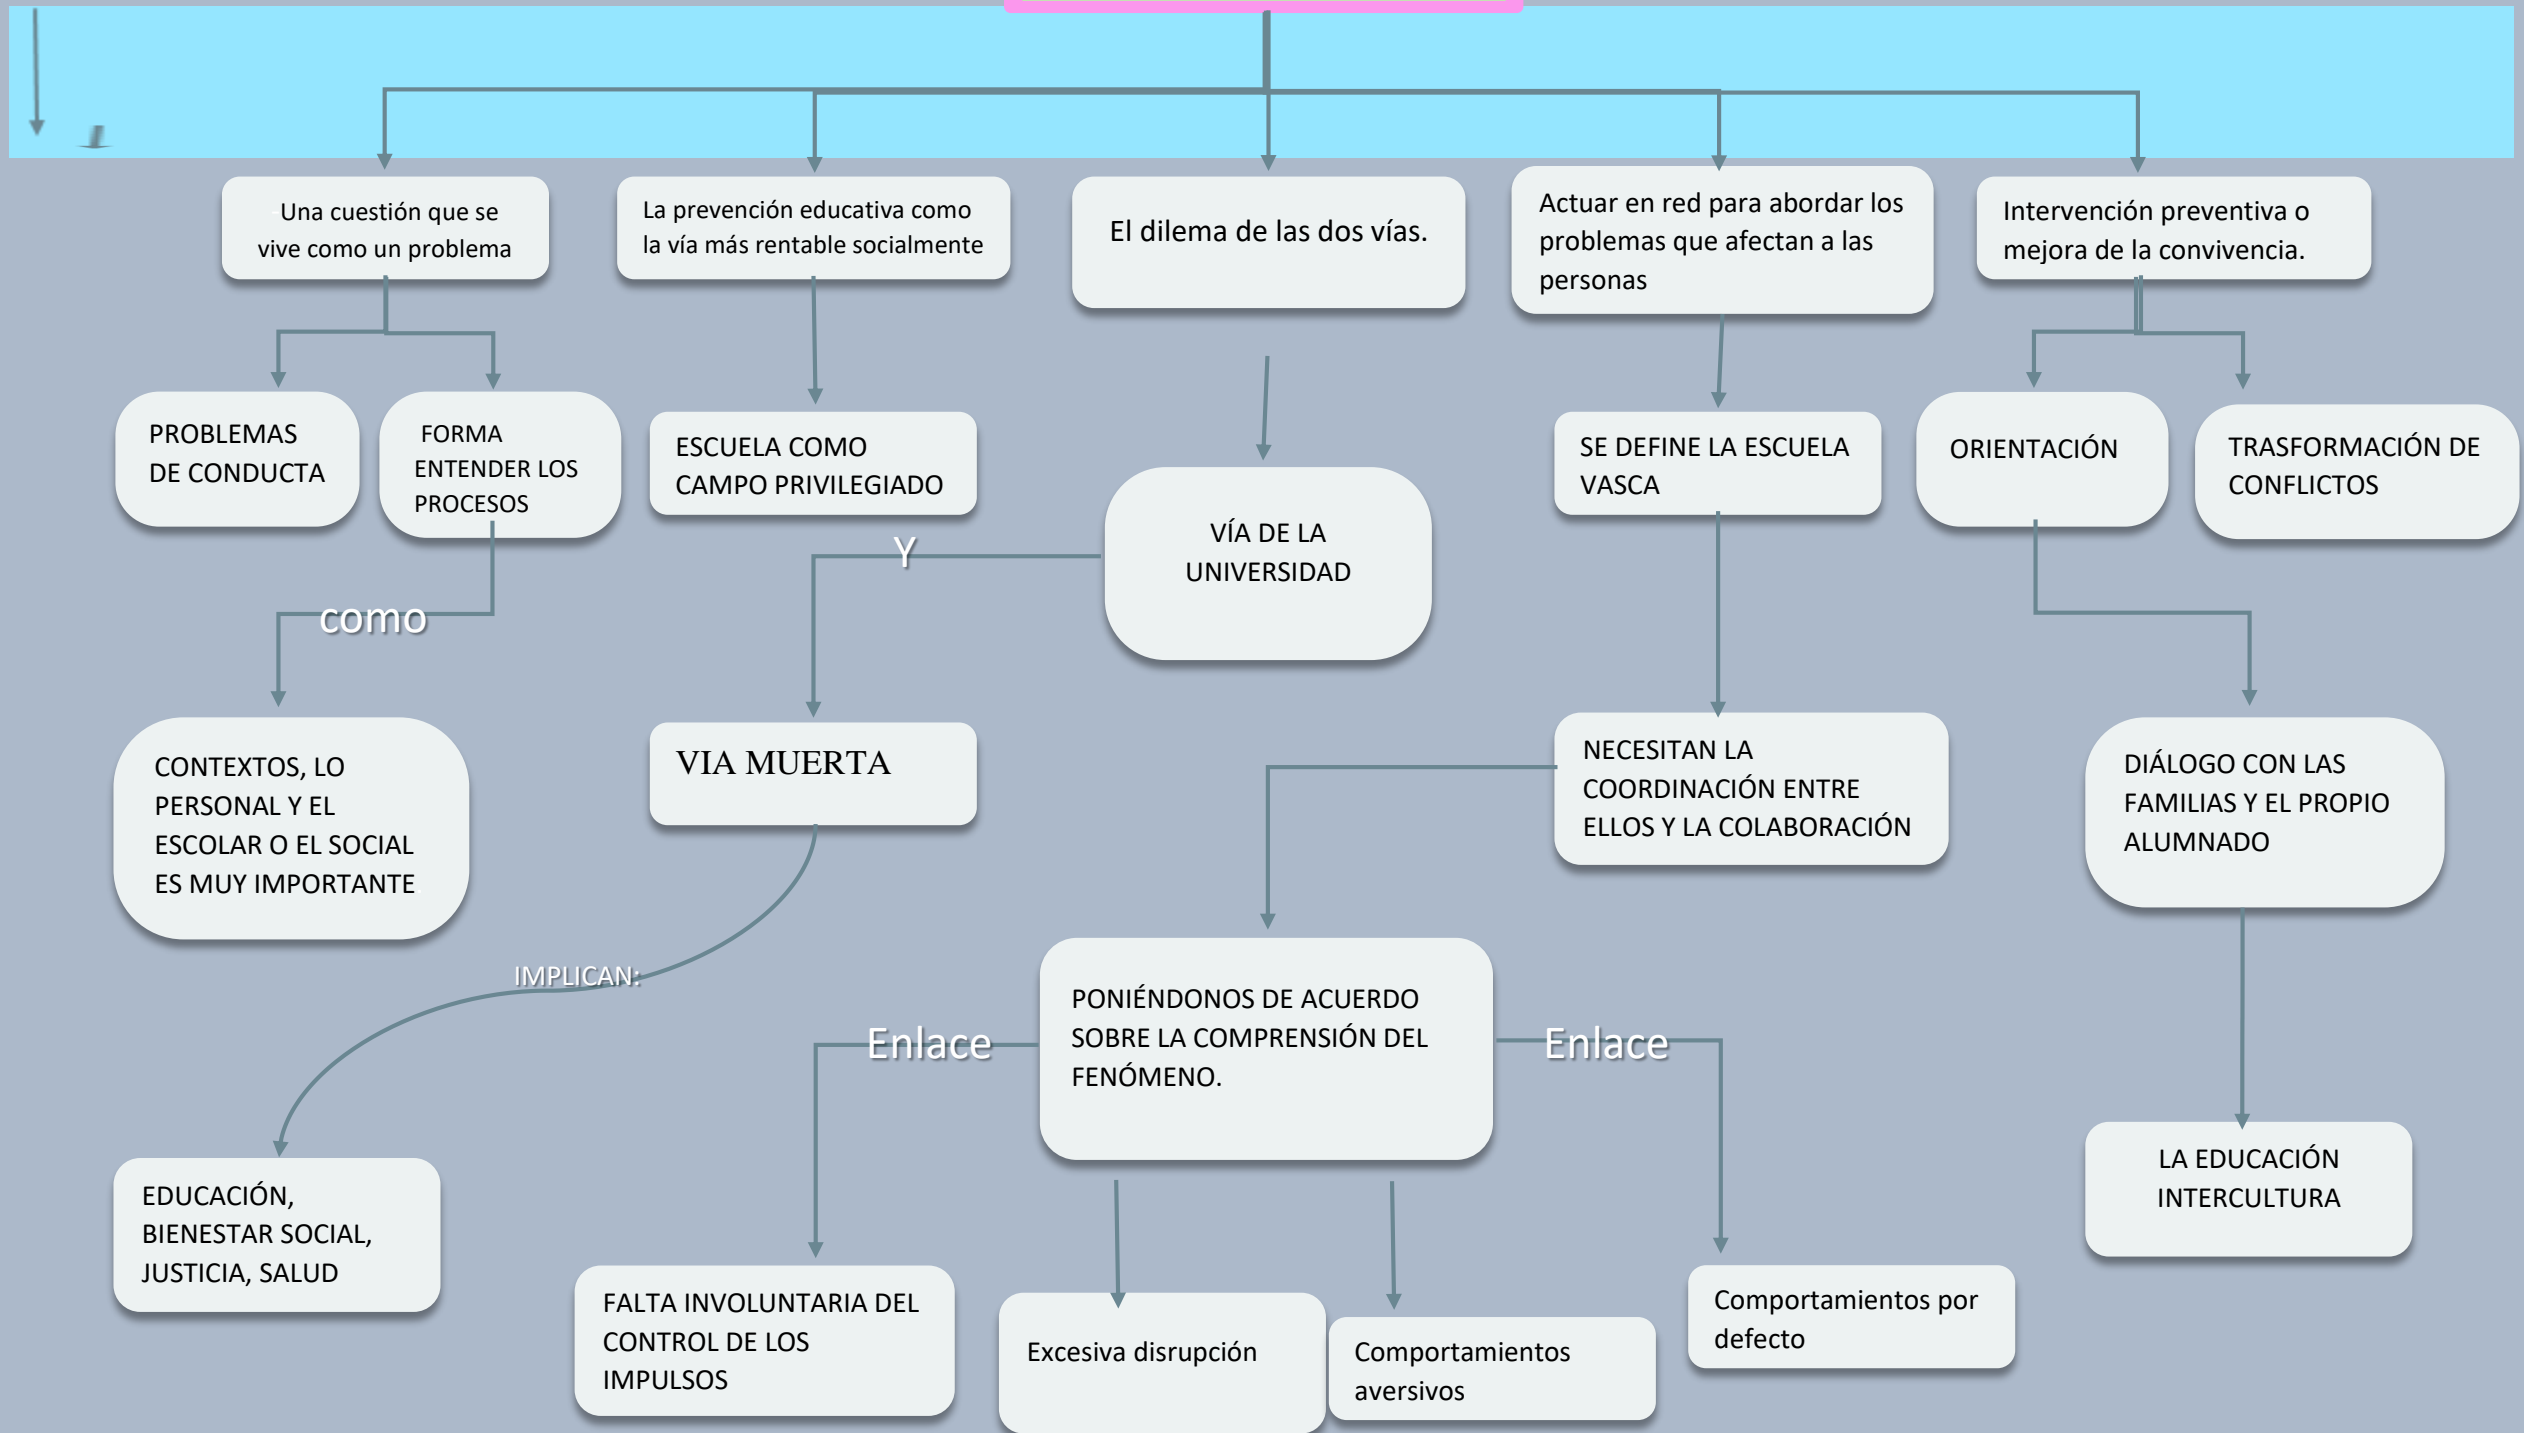 -Una cuestión que se
vive como un problema
La prevención educativa como
la vía más rentable socialmente
El dilema de las dos vías.
Actuar en red para abordar los
problemas que afectan a las
personas
Intervención preventiva o
mejora de la convivencia.
PROBLEMAS
DE CONDUCTA
FORMA
ENTENDER LOS
PROCESOS
ESCUELA COMO
CAMPO PRIVILEGIADO
VÍA DE LA
UNIVERSIDAD
SE DEFINE LA ESCUELA
VASCA
ORIENTACIÓN
TRASFORMACIÓN DE
CONFLICTOS
Y
como
CONTEXTOS, LO
PERSONAL Y EL
ESCOLAR O EL SOCIAL
ES MUY IMPORTANTE
VIA MUERTA
NECESITAN LA
COORDINACIÓN ENTRE
ELLOS Y LA COLABORACIÓN
DIÁLOGO CON LAS
FAMILIAS Y EL PROPIO
ALUMNADO
IMPLICAN:
PONIÉNDONOS DE ACUERDO
SOBRE LA COMPRENSIÓN DEL
FENÓMENO.
Enlace
Enlace
EDUCACIÓN,
BIENESTAR SOCIAL,
JUSTICIA, SALUD
LA EDUCACIÓN
INTERCULTURA
FALTA INVOLUNTARIA DEL
CONTROL DE LOS
IMPULSOS
Excesiva disrupción
Comportamientos
aversivos
Comportamientos por
defecto